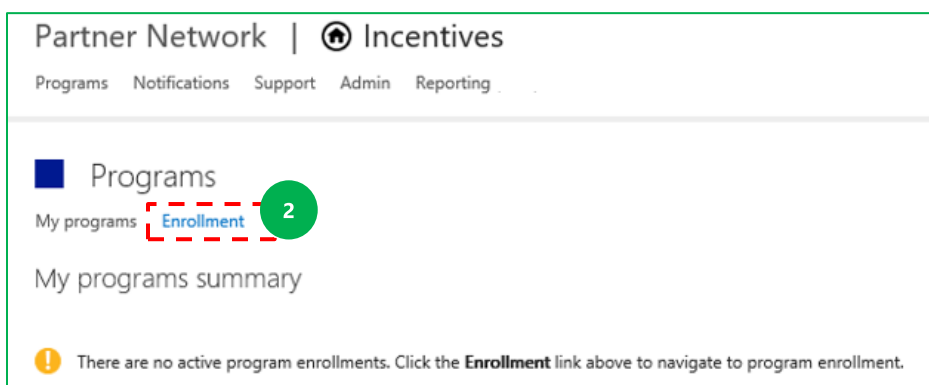 Partner Network | Incentives
Programs Notifications Support Admin Reporting
Programs
My programs Enrollment 2
My programs summary
! There are no active program enrollments. Click the Enrollment link above to navigate to program enrollment.